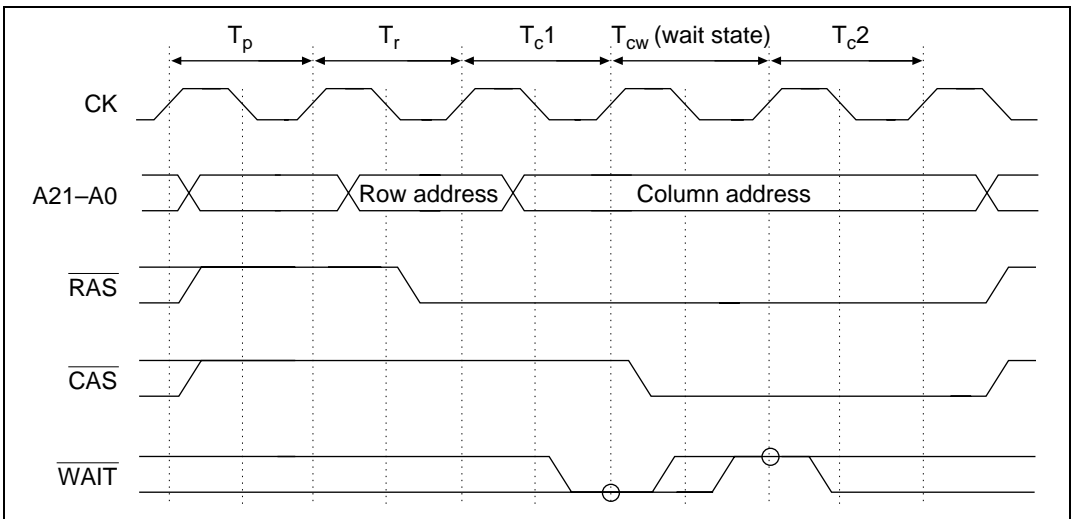 Tp Tr Tc1 Tcw (wait state) Tc2
CK
A21–A0 Row address Column address
RAS
CAS
WAIT